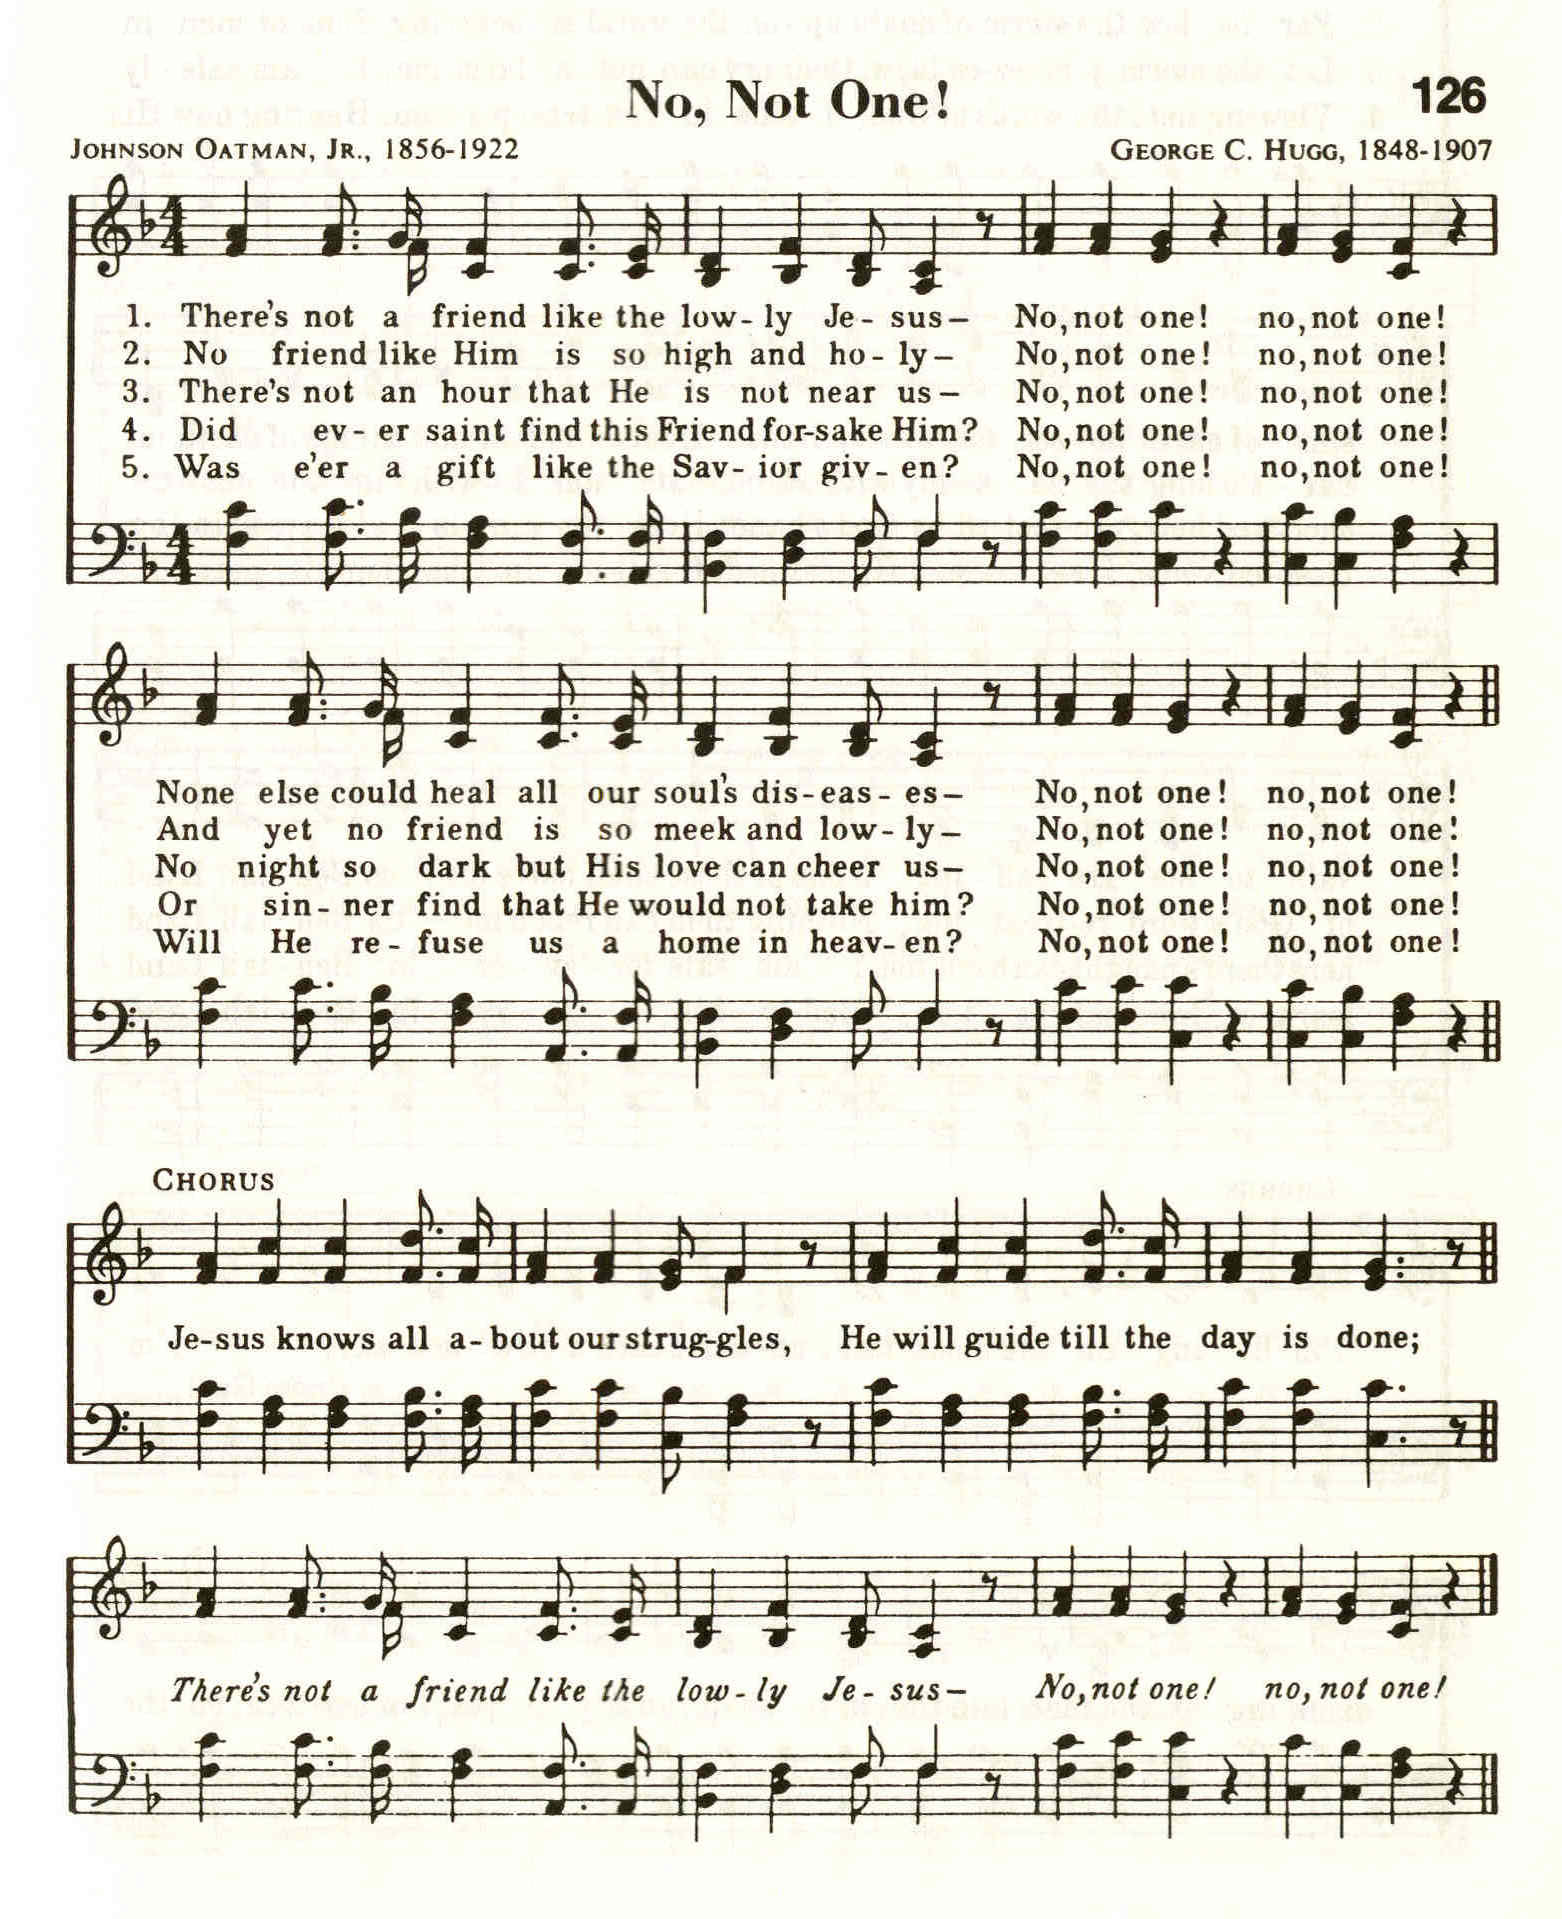 No, Not One!
126
JOHNSON OATMAN, JR., 1856-1922
GEORGE C. HUGG, 1848-1907
1. There's not a friend like the low-ly Je-sus— No, not one! no, not one!
2. No friend like Him is so high and ho-ly— No, not one! no, not one!
3. There's not an hour that He is not near us— No, not one! no, not one!
4. Did ev-er saint find this Friend for-sake Him? No, not one! no, not one!
5. Was e'er a gift like the Sav-ior giv-en? No, not one! no, not one!
None else could heal all our soul's dis-eas-es— No, not one! no, not one!
And yet no friend is so meek and low-ly— No, not one! no, not one!
No night so dark but His love can cheer us— No, not one! no, not one!
Or sin-ner find that He would not take him? No, not one! no, not one!
Will He re-fuse us a home in heav-en? No, not one! no, not one!
CHORUS
Je-sus knows all a-bout our strug-gles, He will guide till the day is done;
There's not a friend like the low-ly Je-sus— No, not one! no, not one!